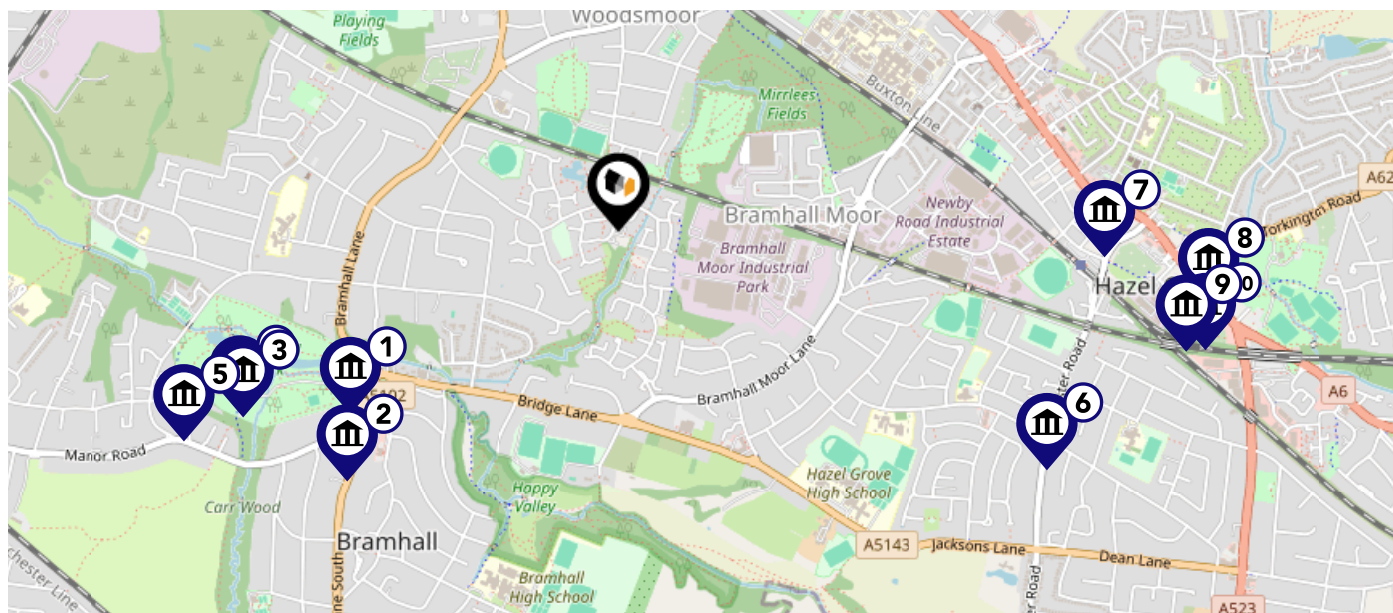 Playing
Fields
Woodsmoor
Mirrlees
Fields
Buxton Line
7
A62
Torkington Road
Bramhall Moor
Newby
Road Industrial
Estate
8
Bramhall
Moor Industrial
Park
Hazel
9
0
Bramhall Lane
1
3
5
2
Bridge Lane
Bramhall Moor Lane
6
A6
Manor Road
Carr Wood
Happy
Valley
Hazel Grove
High School
Bramhall
A5143
Jacksons Lane
Dean Lane
Bramhall
High School
A523